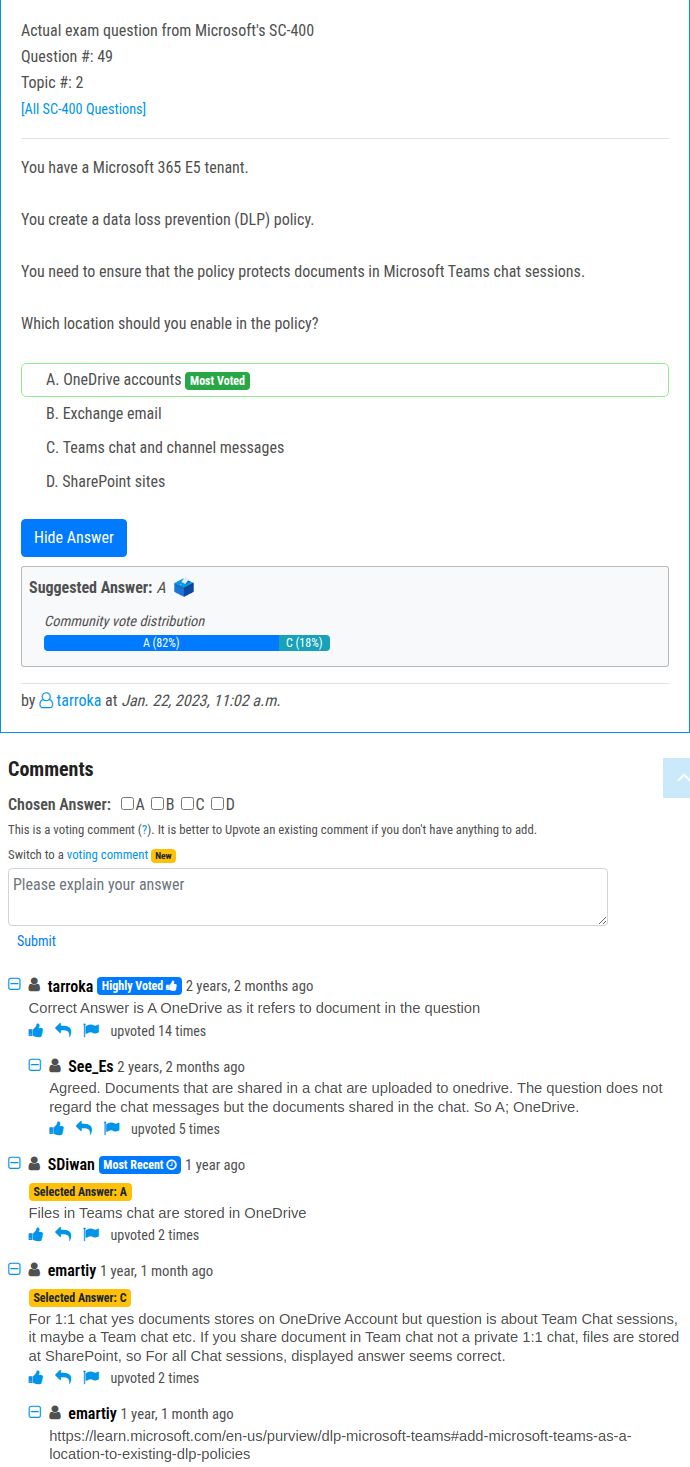 Actual exam question from Microsoft's SC-400
Question #: 49
Topic #: 2
[All SC-400 Questions]
You have a Microsoft 365 E5 tenant.
You create a data loss prevention (DLP) policy.
You need to ensure that the policy protects documents in Microsoft Teams chat sessions.
Which location should you enable in the policy?
A. OneDrive accounts Most Voted
B. Exchange email
C. Teams chat and channel messages
D. SharePoint sites
Hide Answer
Suggested Answer: A
Community vote distribution
A (82%) C (18%)
by tarroka at Jan. 22, 2023, 11:02 a.m.
Comments
Chosen Answer: A B C D
This is a voting comment (?). It is better to Upvote an existing comment if you don't have anything to add.
Switch to a voting comment New
Please explain your answer
Submit
tarroka Highly Voted 2 years, 2 months ago
Correct Answer is A OneDrive as it refers to document in the question
upvoted 14 times
See_Es 2 years, 2 months ago
Agreed. Documents that are shared in a chat are uploaded to onedrive. The question does not
regard the chat messages but the documents shared in the chat. So A; OneDrive.
upvoted 5 times
SDiwan Most Recent 1 year ago
Selected Answer: A
Files in Teams chat are stored in OneDrive
upvoted 2 times
emartiy 1 year, 1 month ago
Selected Answer: C
For 1:1 chat yes documents stores on OneDrive Account but question is about Team Chat sessions,
it maybe a Team chat etc. If you share document in Team chat not a private 1:1 chat, files are stored
at SharePoint, so For all Chat sessions, displayed answer seems correct.
upvoted 2 times
emartiy 1 year, 1 month ago
https://learn.microsoft.com/en-us/purview/dlp-microsoft-teams#add-microsoft-teams-as-a-
location-to-existing-dlp-policies